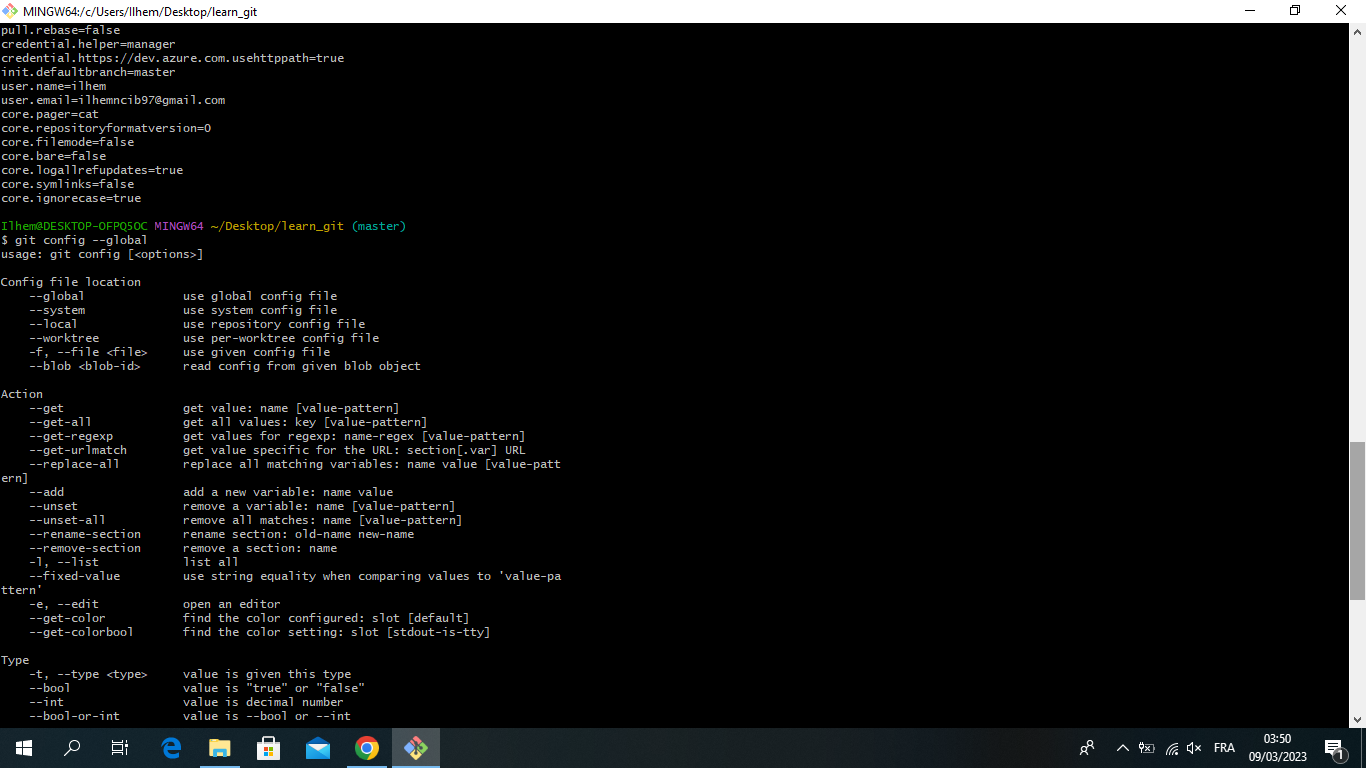 MINGW64:/c/Users/Ilhem/Desktop/learn_git
pull.rebase=false
credential.helper=manager
credential.https://dev.azure.com.usehttppath=true
init.defaultbranch=master
user.name=ilhem
user.email=ilhemncib97@gmail.com
core.pager=cat
core.repositoryformatversion=0
core.filemode=false
core.bare=false
core.logallrefupdates=true
core.symlinks=false
core.ignorecase=true
Ilhem@DESKTOP-OFPQ5OC MINGW64 ~/Desktop/learn_git (master)
$ git config --global
usage: git config [<options>]
Config file location
    --global              use global config file
    --system              use system config file
    --local               use repository config file
    --worktree            use per-worktree config file
    -f, --file <file>     use given config file
    --blob <blob-id>      read config from given blob object
Action
    --get                 get value: name [value-pattern]
    --get-all             get all values: key [value-pattern]
    --get-regexp          get values for regexp: name-regex [value-pattern]
    --get-urlmatch        get value specific for the URL: section[.var] URL
    --replace-all         replace all matching variables: name value [value-patt
ern]
    --add                 add a new variable: name value
    --unset               remove a variable: name [value-pattern]
    --unset-all           remove all matches: name [value-pattern]
    --rename-section      rename section: old-name new-name
    --remove-section      remove a section: name
    -l, --list            list all
    --fixed-value         use string equality when comparing values to 'value-pa
ttern'
    -e, --edit            open an editor
    --get-color           find the color configured: slot [default]
    --get-colorbool       find the color setting: slot [stdout-is-tty]
Type
    -t, --type <type>     value is given this type
    --bool                value is "true" or "false"
    --int                 value is decimal number
    --bool-or-int         value is --bool or --int
FRA
03:50
09/03/2023
1